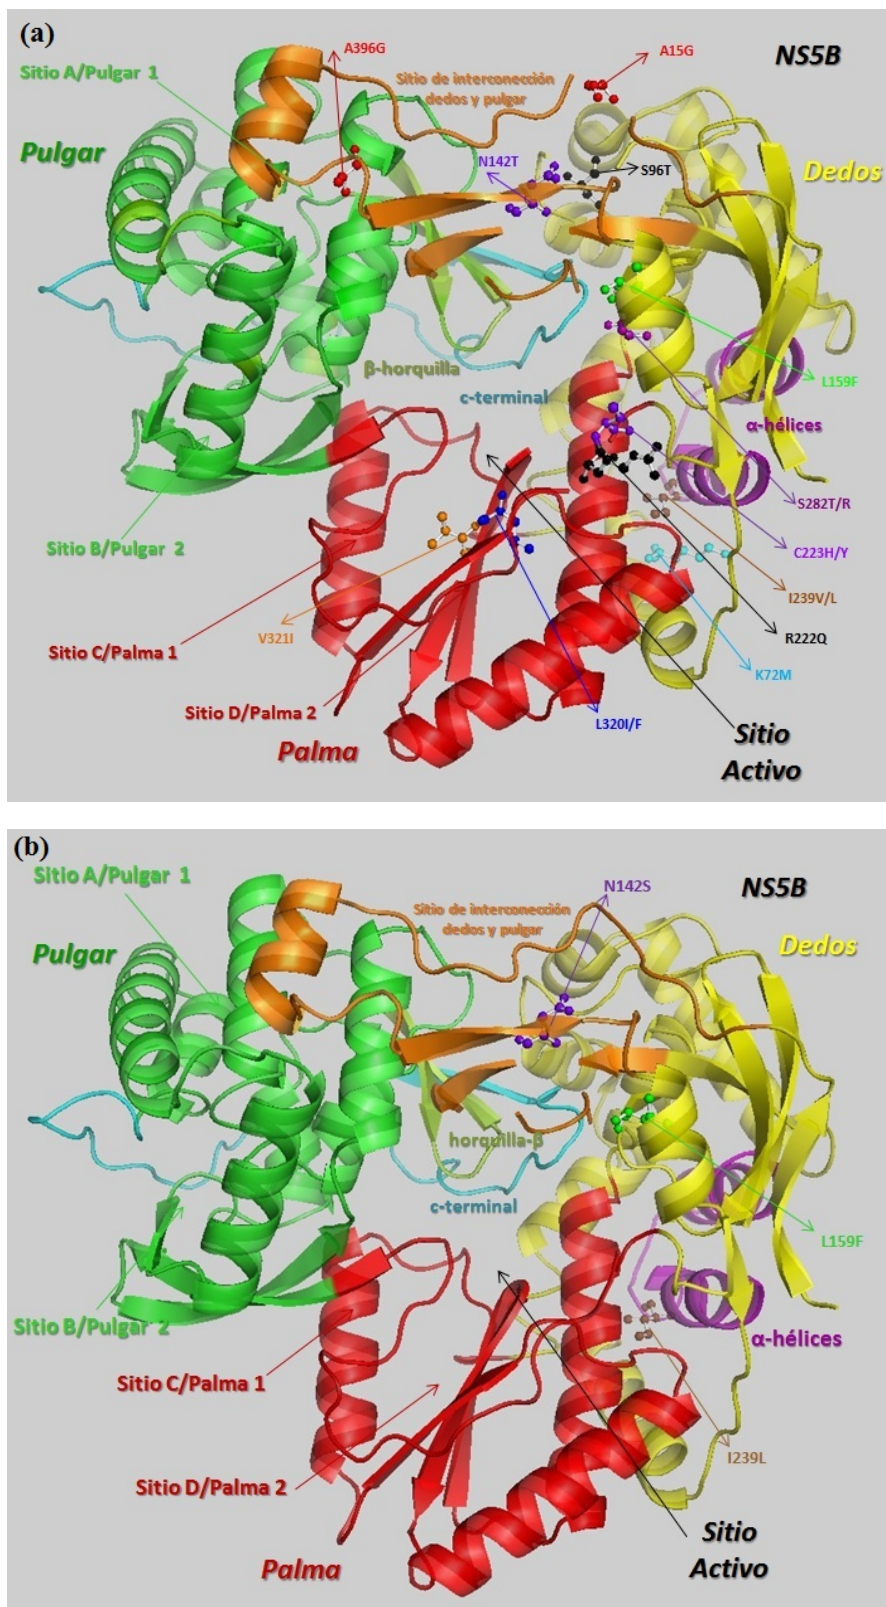 (a)
A396G
A15G
NS5B
Sitio A/Pulgar 1
Sitio de interconección
dedos y pulgar
Pulgar
N142T
S96T
Dedos
β-horquilla
c-terminal
L159F
α-hélices
S282T/R
Sitio B/Pulgar 2
C223H/Y
I239V/L
V321I
R222Q
Sitio C/Palma 1
K72M
Sitio D/Palma 2
L320I/F
Palma
Sitio
Activo
(b)
Sitio A/Pulgar 1
N142S
NS5B
Sitio de interconección
dedos y pulgar
Pulgar
Dedos
horquilla-β
c-terminal
L159F
Sitio B/Pulgar 2
α-hélices
Sitio C/Palma 1
I239L
Sitio D/Palma 2
Sitio
Activo
Palma